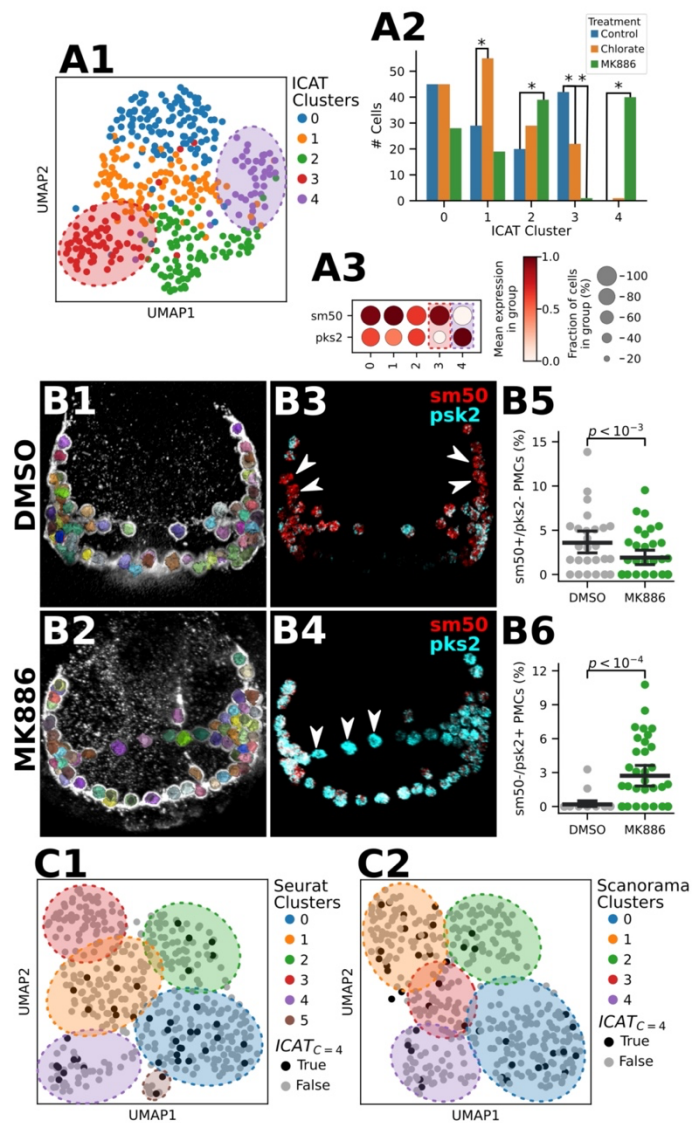 A1
ICAT
Clusters
0
1
2
3
4
UMAP2
UMAP1
A2
Treatment
Control
Chlorate
MK886
# Cells
50
40
30
20
10
0
*
*
* *
*
0 1 2 3 4
ICAT Cluster
A3
sm50
pks2
0 1 2 3 4
1.0
0.5
0.0
Mean expression
in group
Fraction of cells
in group (%)
100
80
60
40
20
DMSO
B1
B3
sm50
psk2
B5
p < 10⁻³
sm50+/pks2- PMCs (%)
15
10
5
0
DMSO MK886
MK886
B2
B4
sm50
pks2
B6
p < 10⁻⁴
sm50-/psk2+ PMCs (%)
12
9
6
3
0
DMSO MK886
C1
Seurat
Clusters
0
1
2
3
4
5
ICAT C=4
True
False
UMAP2
UMAP1
C2
Scanorama
Clusters
0
1
2
3
4
ICAT C=4
True
False
UMAP2
UMAP1